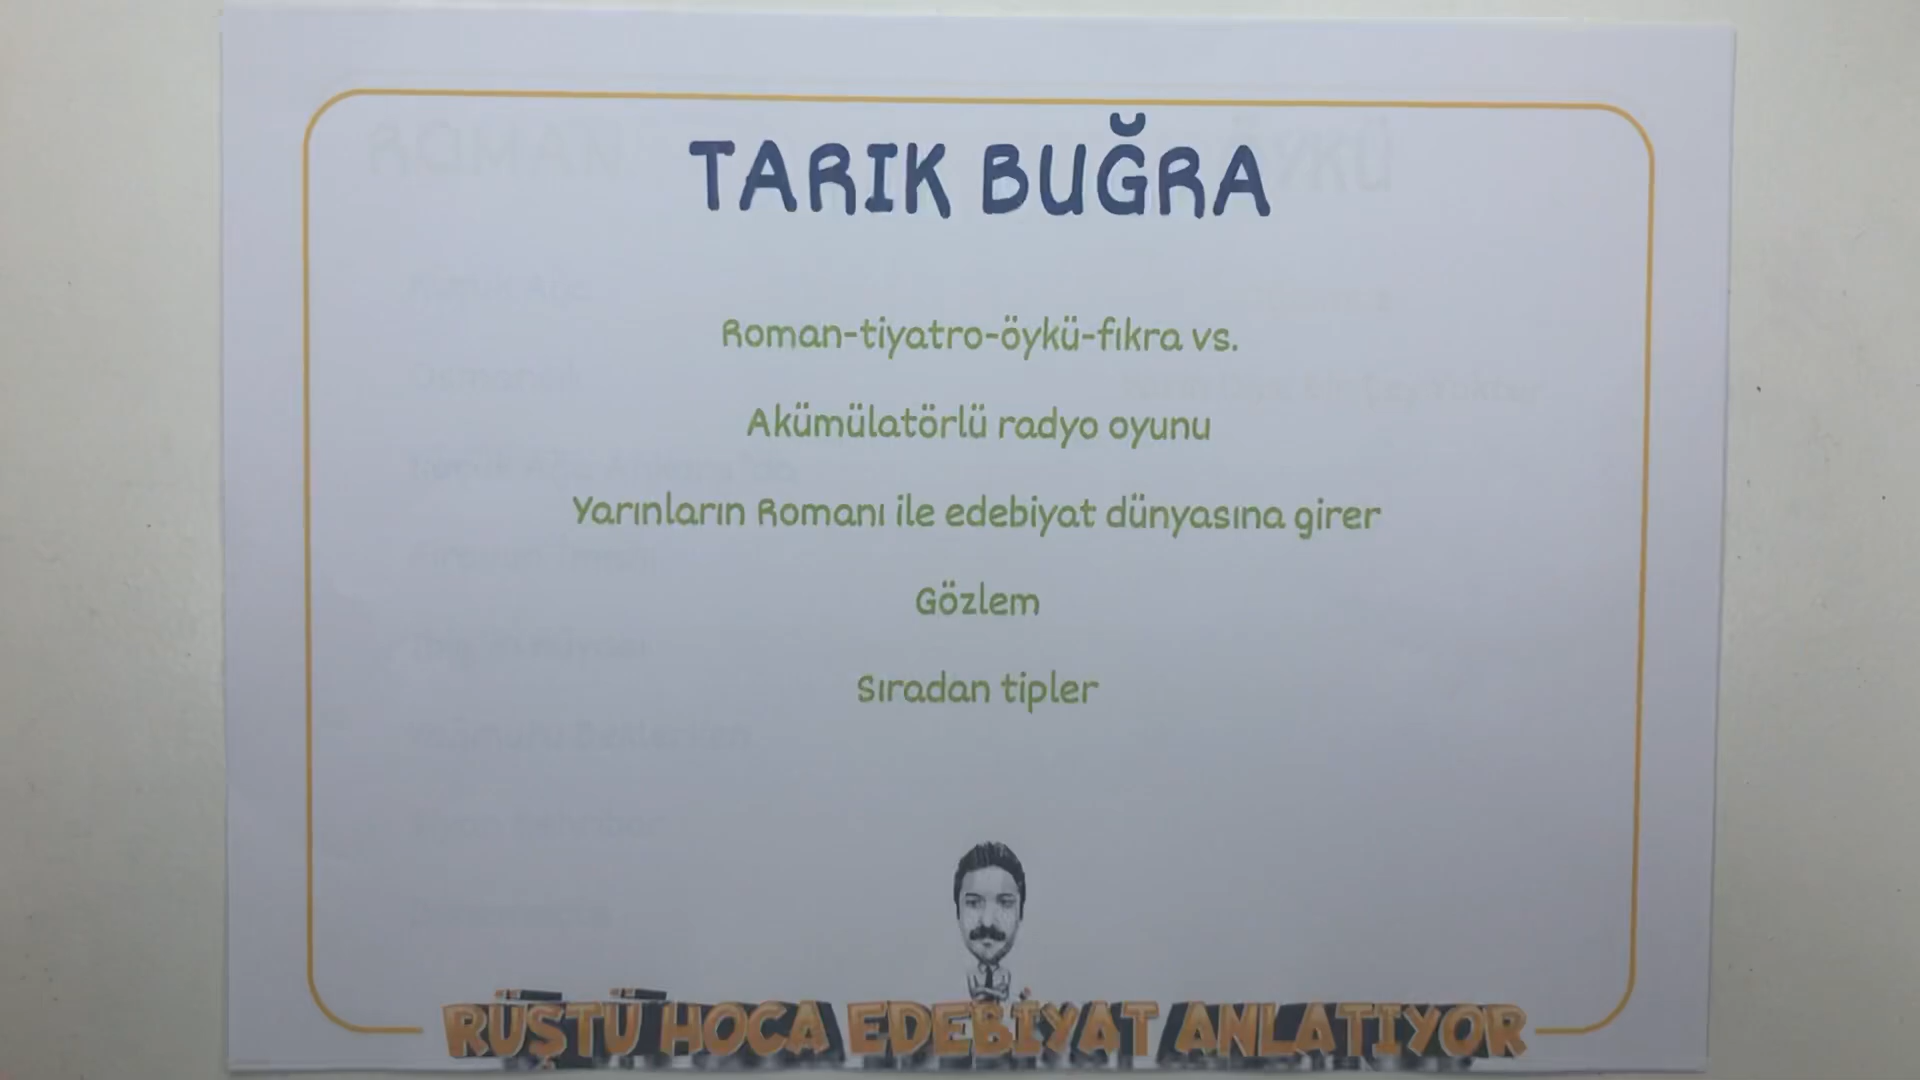 TARIK BUĞRA
Roman-tiyatro-öykü-fıkra vs.
Akümülatörlü radyo oyunu
Yarınların Romanı ile edebiyat dünyasına girer
Gözlem
Sıradan tipler
RÜŞTÜ HOCA EDEBİYAT ANLATIYOR